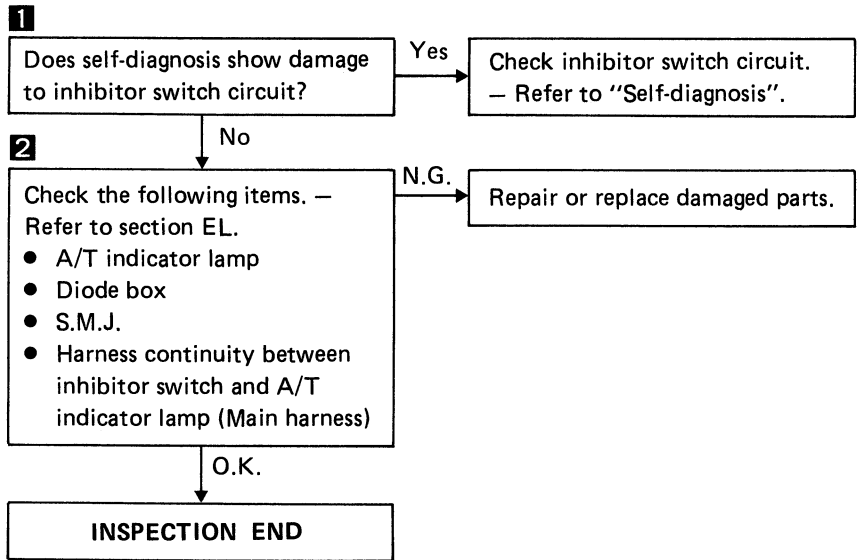 1
Does self-diagnosis show damage
to inhibitor switch circuit?
Yes
Check inhibitor switch circuit.
— Refer to "Self-diagnosis".
No
2
Check the following items. —
Refer to section EL.
● A/T indicator lamp
● Diode box
● S.M.J.
● Harness continuity between
inhibitor switch and A/T
indicator lamp (Main harness)
N.G.
Repair or replace damaged parts.
O.K.
INSPECTION END